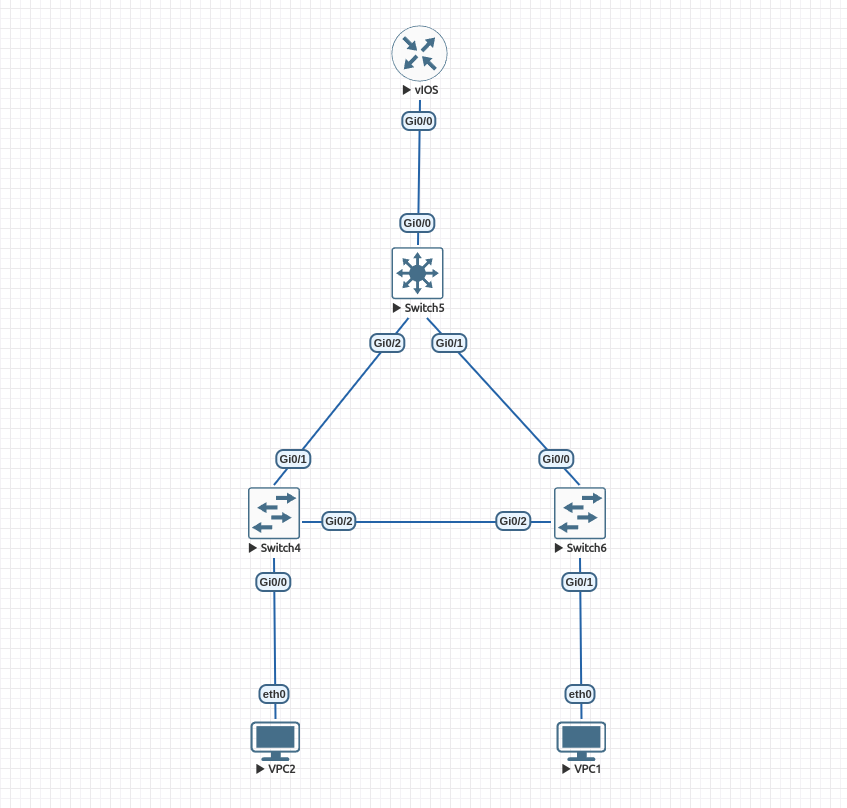 vIOS
Gi0/0
Gi0/0
Switch5
Gi0/2
Gi0/1
Gi0/1
Gi0/0
Gi0/2
Gi0/2
Switch4
Switch6
Gi0/0
Gi0/1
eth0
eth0
VPC2
VPC1